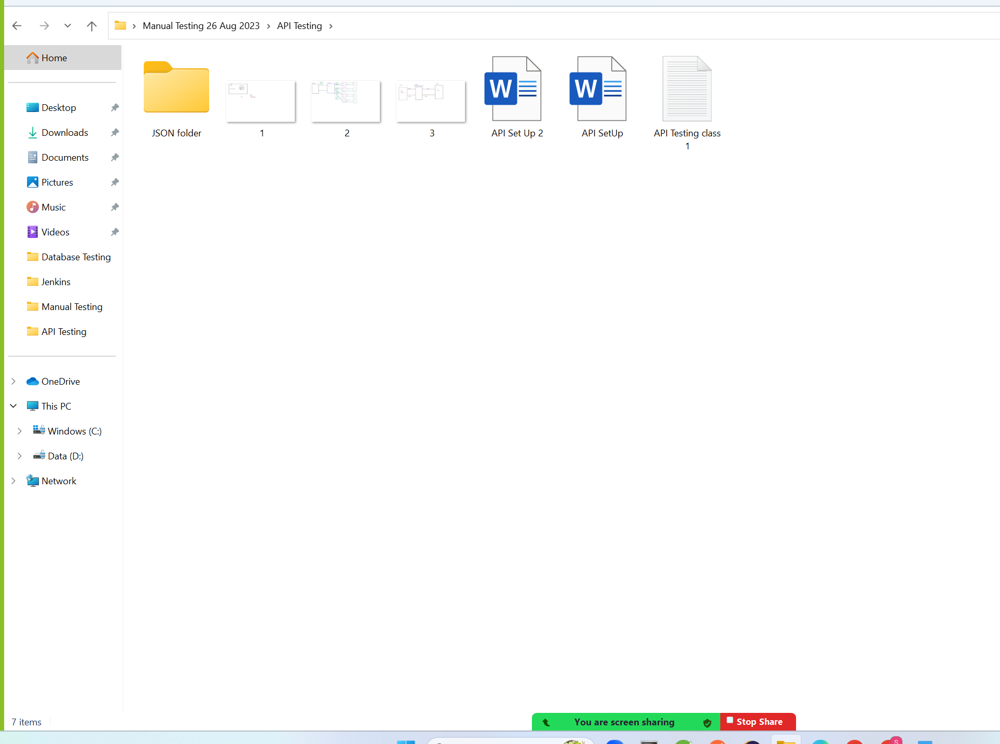 Manual Testing 26 Aug 2023 › API Testing ›
Home
Desktop
Downloads
Documents
Pictures
Music
Videos
Database Testing
Jenkins
Manual Testing
API Testing
OneDrive
This PC
Windows (C:)
Data (D:)
Network
JSON folder
1
2
3
W
API Set Up 2
W
API SetUp
API Testing class
1
7 items
You are screen sharing
Stop Share
S